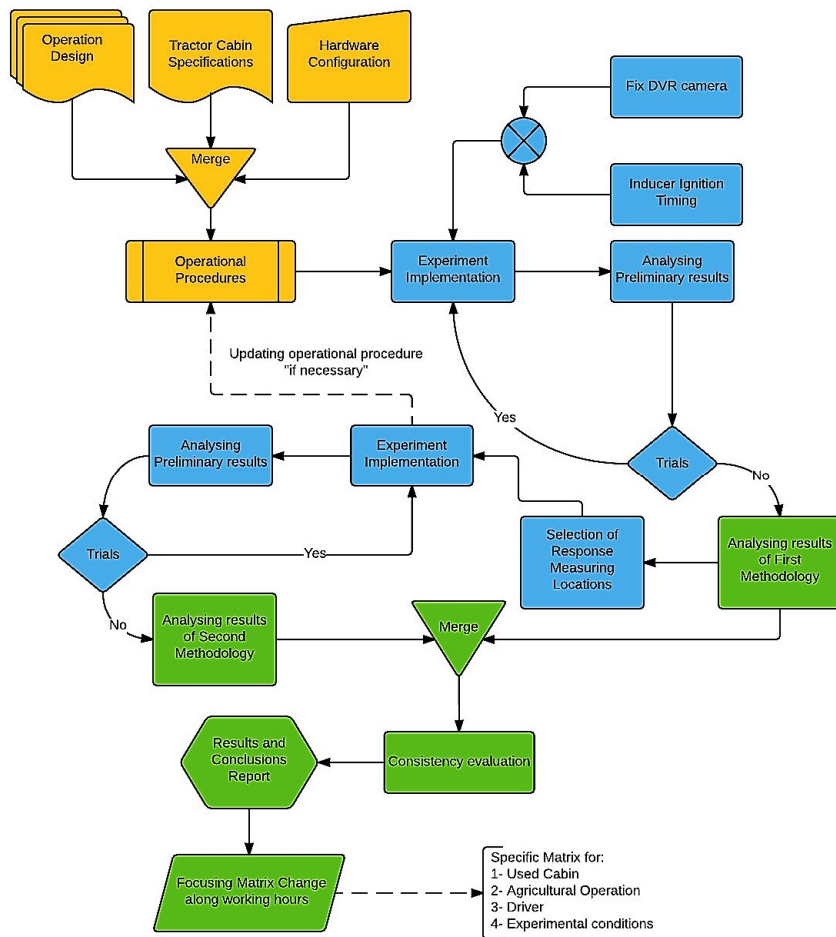 Operation
Design
Tractor Cabin
Specifications
Hardware
Configuration
Merge
Fix DVR camera
Inducer Ignition
Timing
Operational
Procedures
Experiment
Implementation
Analysing
Preliminary results
Updating operational procedure
"if necessary"
Yes
Trials
No
Analysing
Preliminary results
Experiment
Implementation
Selection of
Response
Measuring
Locations
Analysing results
of First
Methodology
Trials
Yes
No
Analysing results
of Second
Methodology
Merge
Results and
Conclusions
Report
Consistency evaluation
Focusing Matrix Change
along working hours
Specific Matrix for:
1- Used Cabin
2- Agricultural Operation
3- Driver
4- Experimental conditions